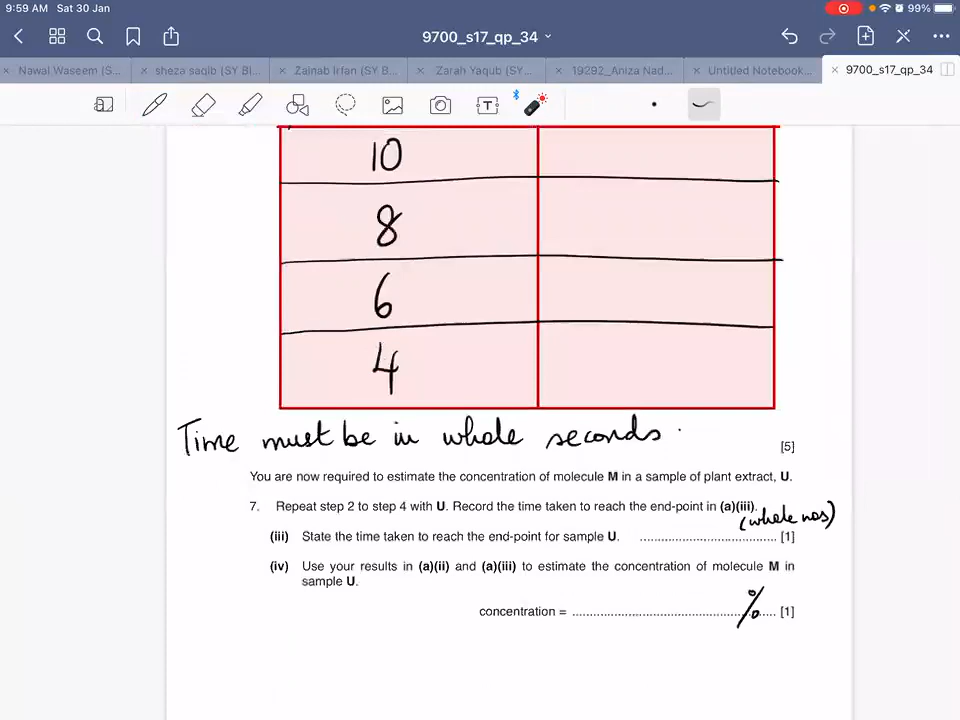 9:59 AM Sat 30 Jan 99%
9700_s17_qp_34
Nawal Waseem (S... sheza saqib (SY Bl... Zainab Irfan (SY B... Zarah Yaqub (SY... 19292_Aniza Nad... Untitled Notebook... 9700_s17_qp_34
10
8
6
4
Time must be in whole seconds.
[5]
You are now required to estimate the concentration of molecule M in a sample of plant extract, U.
7. Repeat step 2 to step 4 with U. Record the time taken to reach the end-point in (a)(iii).
(whole nos)
(iii) State the time taken to reach the end-point for sample U. ................................... [1]
(iv) Use your results in (a)(ii) and (a)(iii) to estimate the concentration of molecule M in
sample U.
concentration = ................................................... % [1]